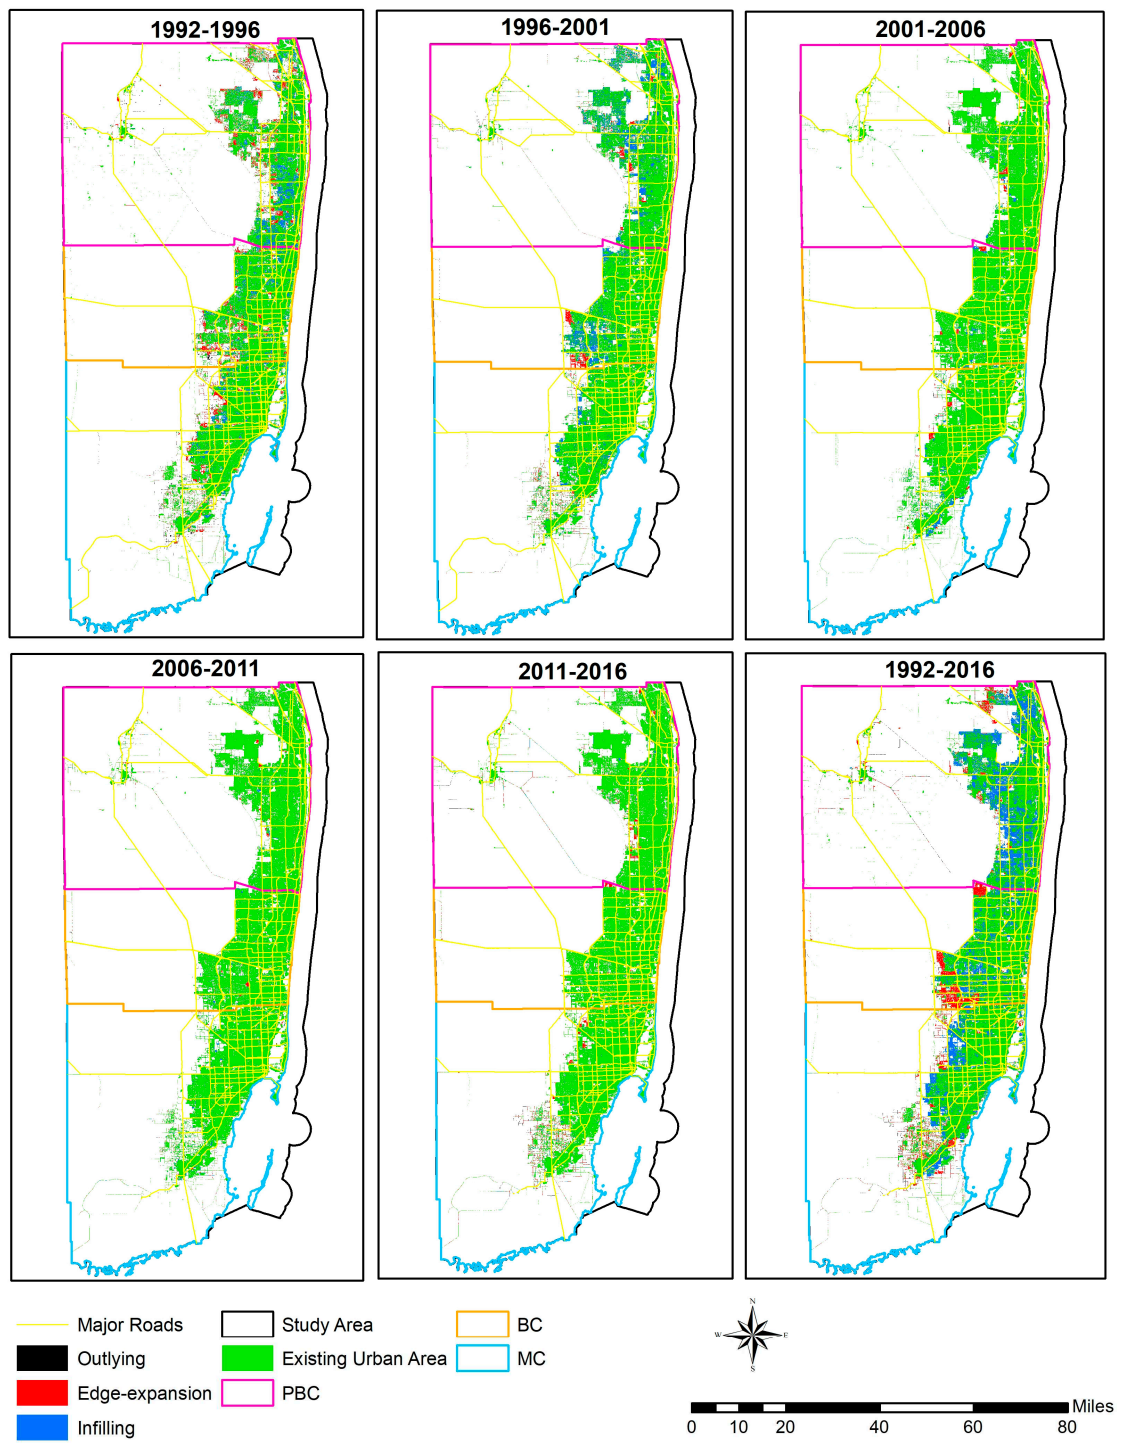 1992-1996
1996-2001
2001-2006
2006-2011
2011-2016
1992-2016
Major Roads
Study Area
BC
Outlying
Existing Urban Area
MC
Edge-expansion
PBC
Infilling
N
W
E
S
Miles
0 10 20 40 60 80